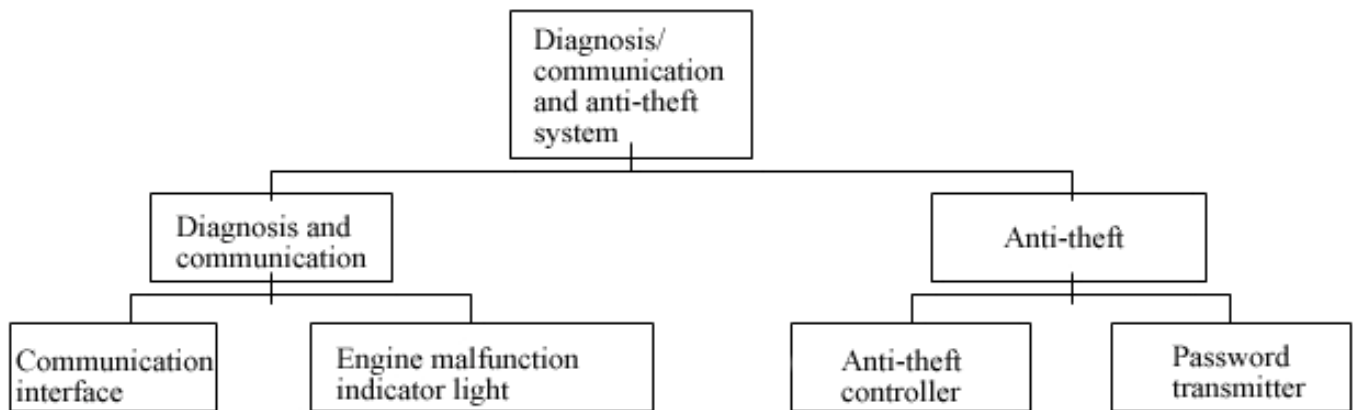 Diagnosis/
communication
and anti-theft
system
Diagnosis and
communication
Anti-theft
Communication
interface
Engine malfunction
indicator light
Anti-theft
controller
Password
transmitter